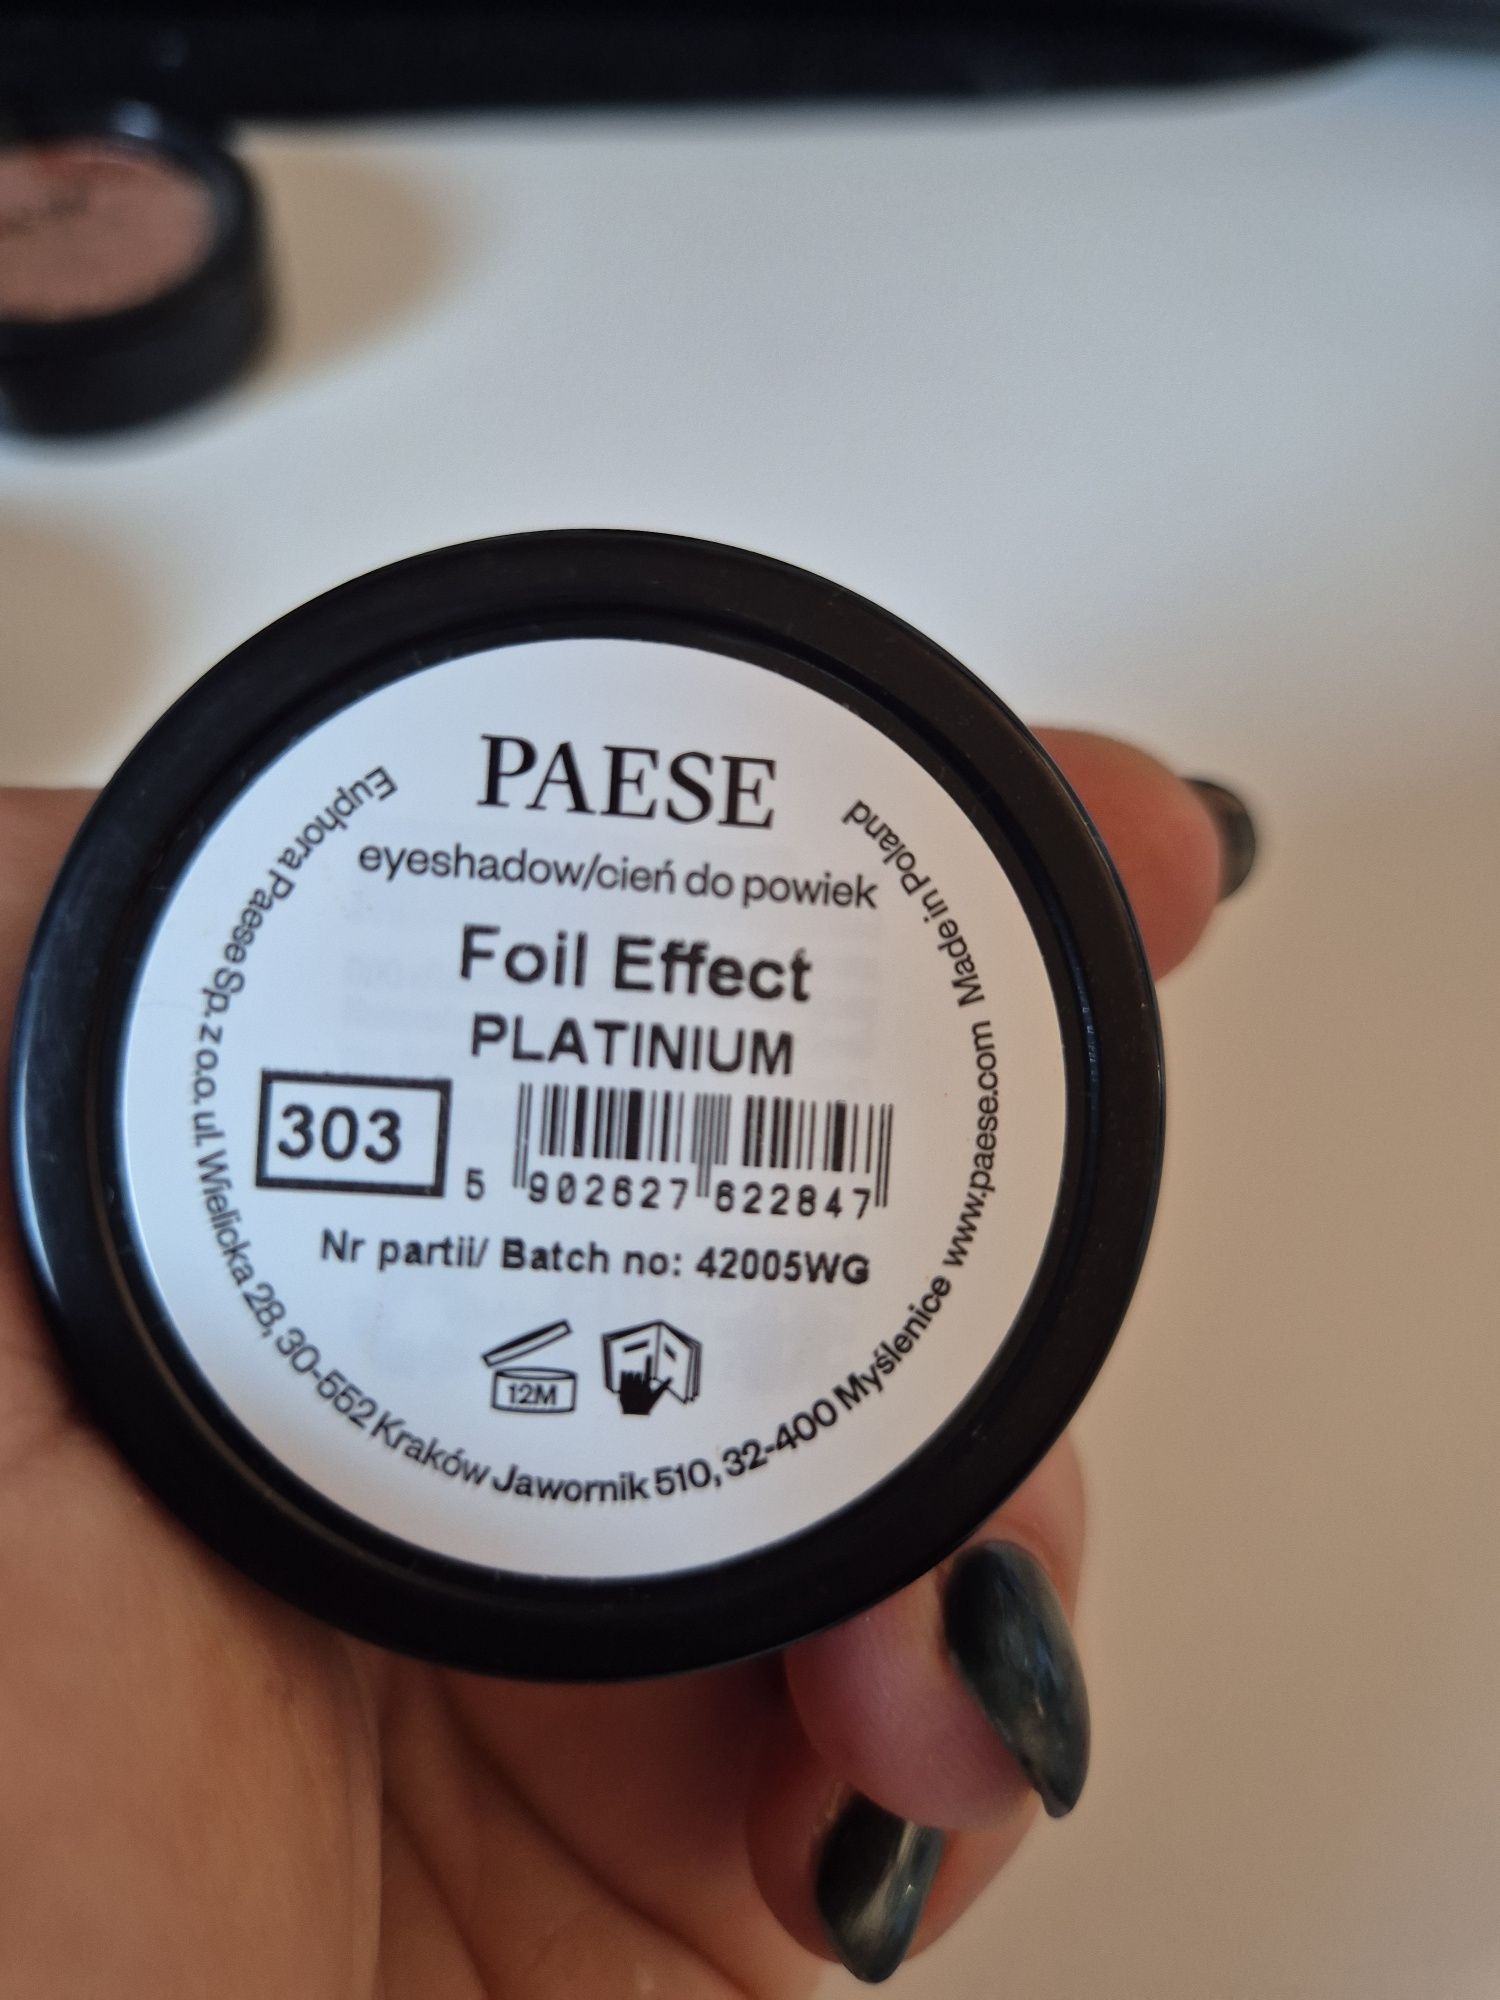 PAESE
eyeshadow/cień do powiek
Foil Effect
PLATINIUM
303
5 902627 622847
Nr partii/ Batch no: 42005WG
12M
Euphora Paese Sp. z o.o. ul. Wielicka 28, 30-552 Kraków Jawornik 510, 32-400 Myślenice www.paese.com Made in Poland